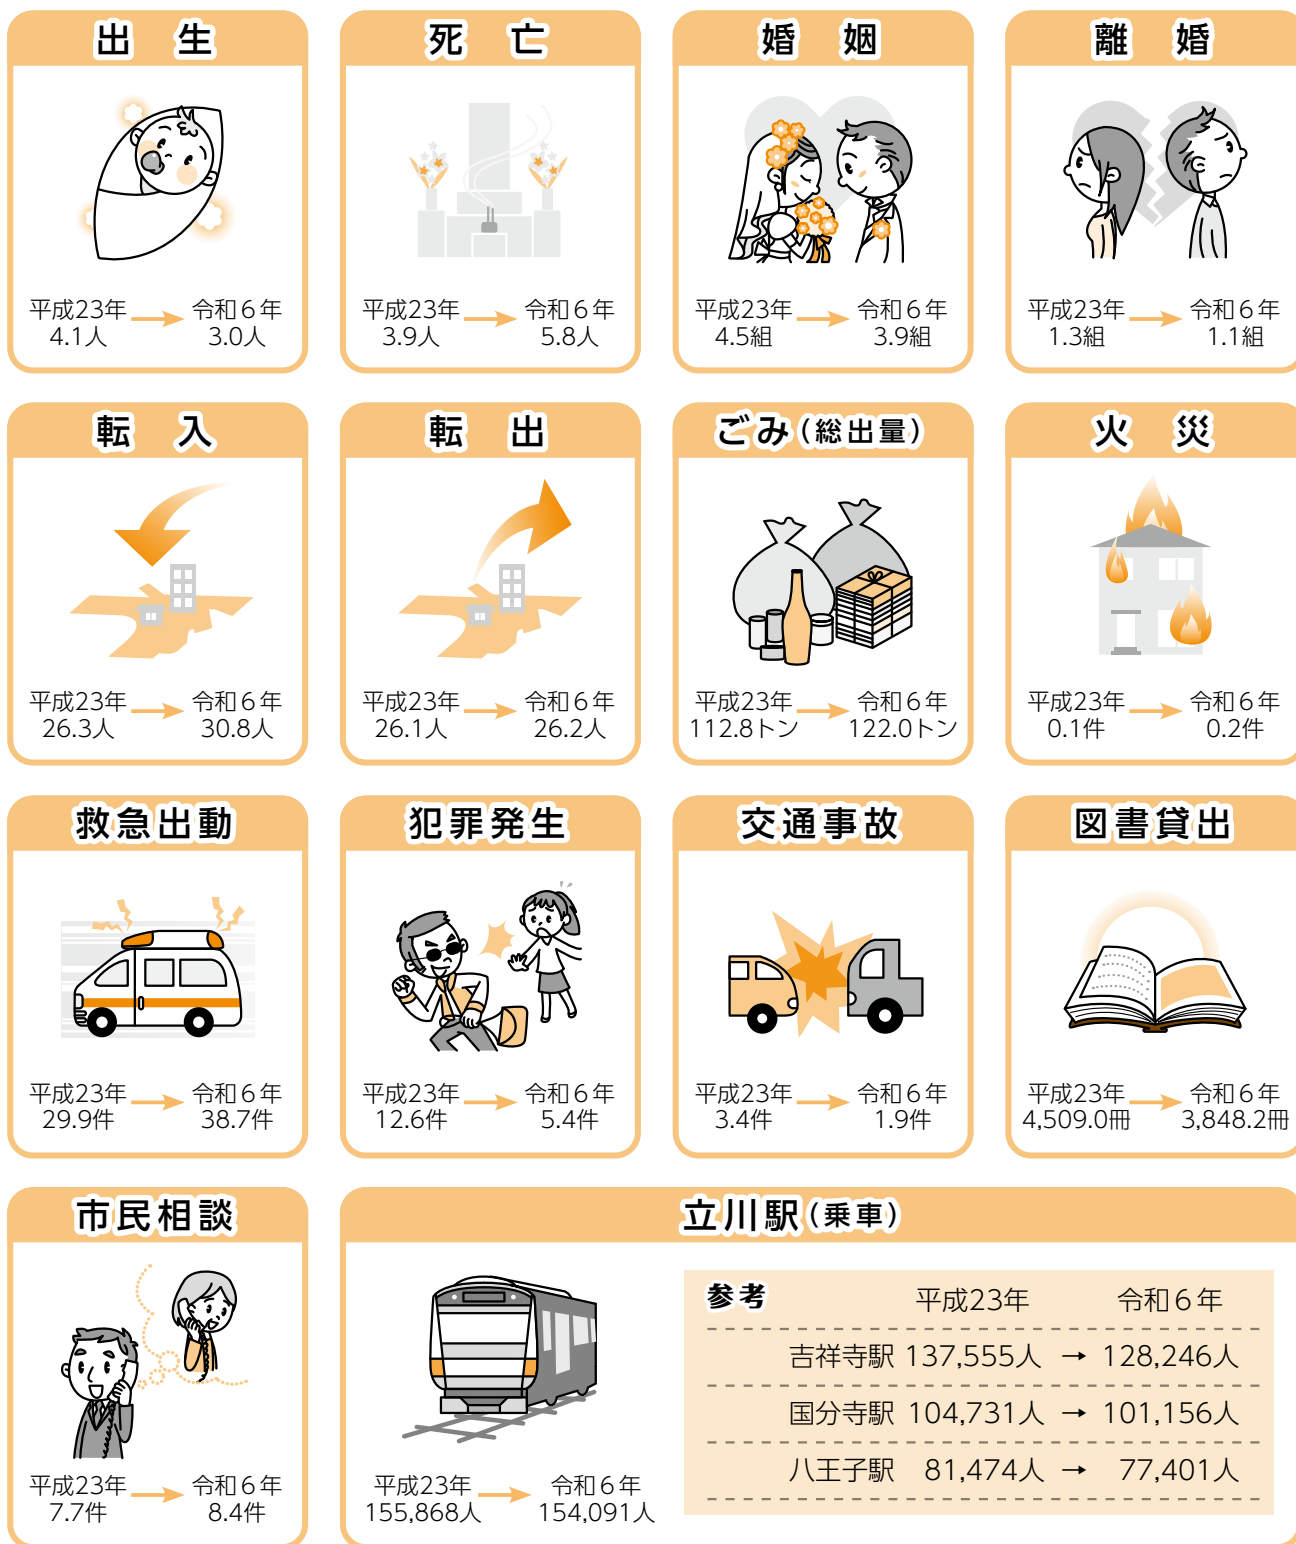 出 生
平成23年 → 令和6年
4.1人 3.0人
死 亡
平成23年 → 令和6年
3.9人 5.8人
婚 姻
平成23年 → 令和6年
4.5組 3.9組
離 婚
平成23年 → 令和6年
1.3組 1.1組
転 入
平成23年 → 令和6年
26.3人 30.8人
転 出
平成23年 → 令和6年
26.1人 26.2人
ごみ(総出量)
平成23年 → 令和6年
112.8トン 122.0トン
火 災
平成23年 → 令和6年
0.1件 0.2件
救急出動
平成23年 → 令和6年
29.9件 38.7件
犯罪発生
平成23年 → 令和6年
12.6件 5.4件
交通事故
平成23年 → 令和6年
3.4件 1.9件
図書貸出
平成23年 → 令和6年
4,509.0冊 3,848.2冊
市民相談
平成23年 → 令和6年
7.7件 8.4件
立川駅(乗車)
平成23年 → 令和6年
155,868人 154,091人
参考 平成23年 令和6年
吉祥寺駅 137,555人 → 128,246人
国分寺駅 104,731人 → 101,156人
八王子駅 81,474人 → 77,401人